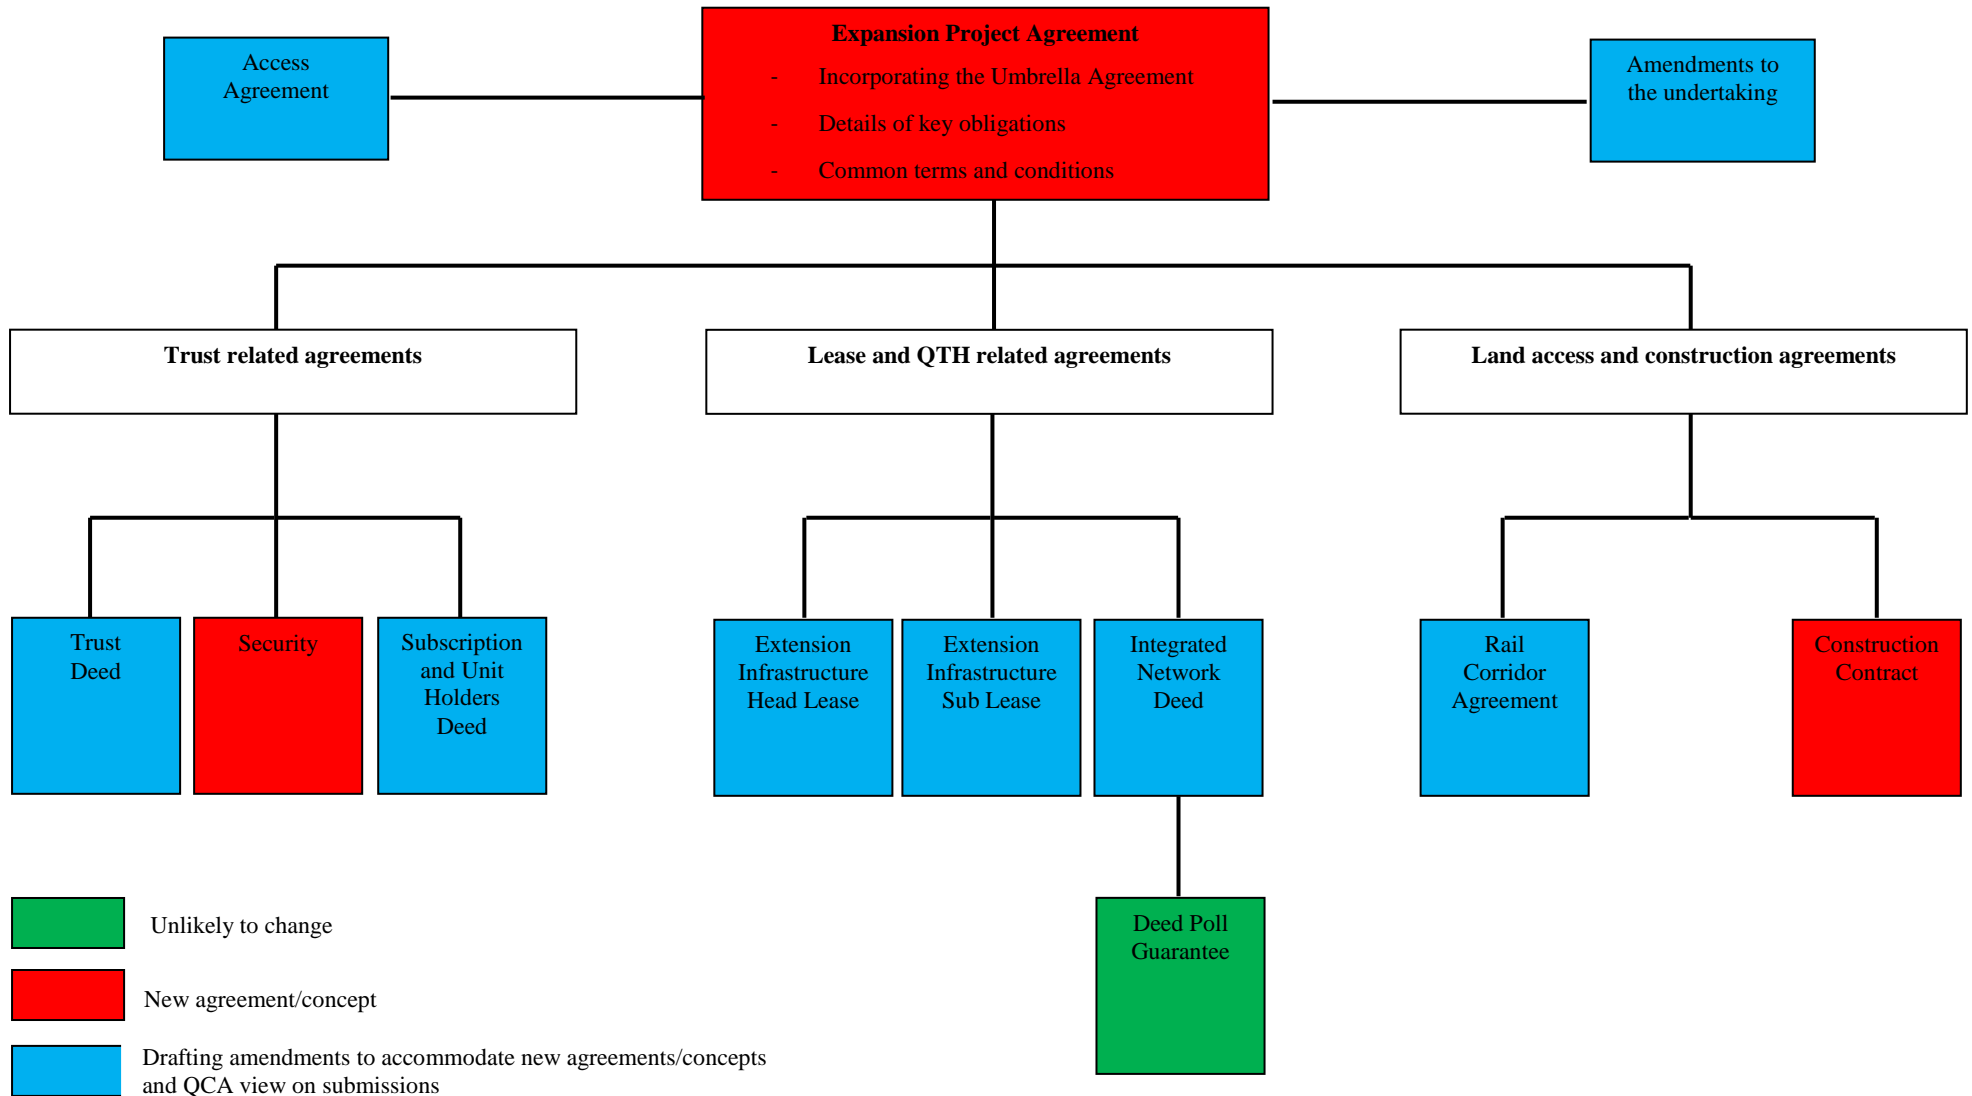 Expansion Project Agreement
- Incorporating the Umbrella Agreement
- Details of key obligations
- Common terms and conditions
Access
Agreement
Amendments to
the undertaking
Trust related agreements
Lease and QTH related agreements
Land access and construction agreements
Trust
Deed
Security
Subscription
and Unit
Holders
Deed
Extension
Infrastructure
Head Lease
Extension
Infrastructure
Sub Lease
Integrated
Network
Deed
Rail
Corridor
Agreement
Construction
Contract
Deed Poll
Guarantee
Unlikely to change
New agreement/concept
Drafting amendments to accommodate new agreements/concepts
and QCA view on submissions